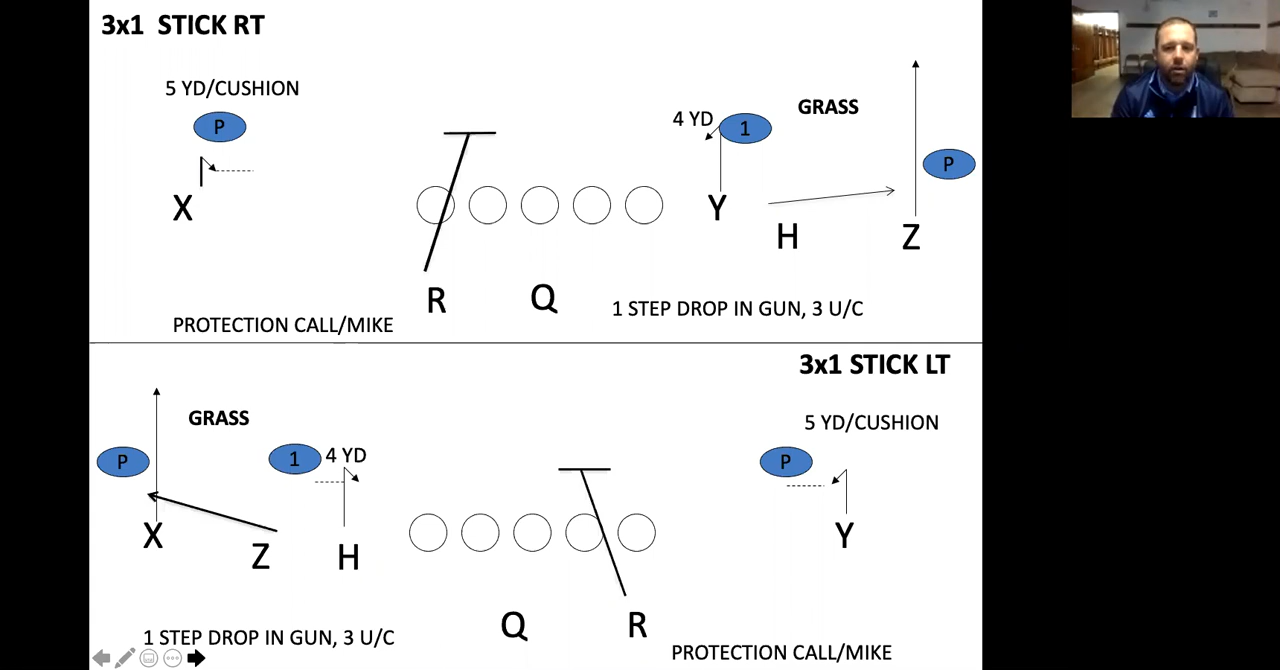 3x1 STICK RT
5 YD/CUSHION
P
4 YD
1
GRASS
P
X
Y
H
Z
R
Q
1 STEP DROP IN GUN, 3 U/C
PROTECTION CALL/MIKE
3x1 STICK LT
GRASS
5 YD/CUSHION
P
1
4 YD
P
X
Z
H
Y
Q
R
1 STEP DROP IN GUN, 3 U/C
PROTECTION CALL/MIKE